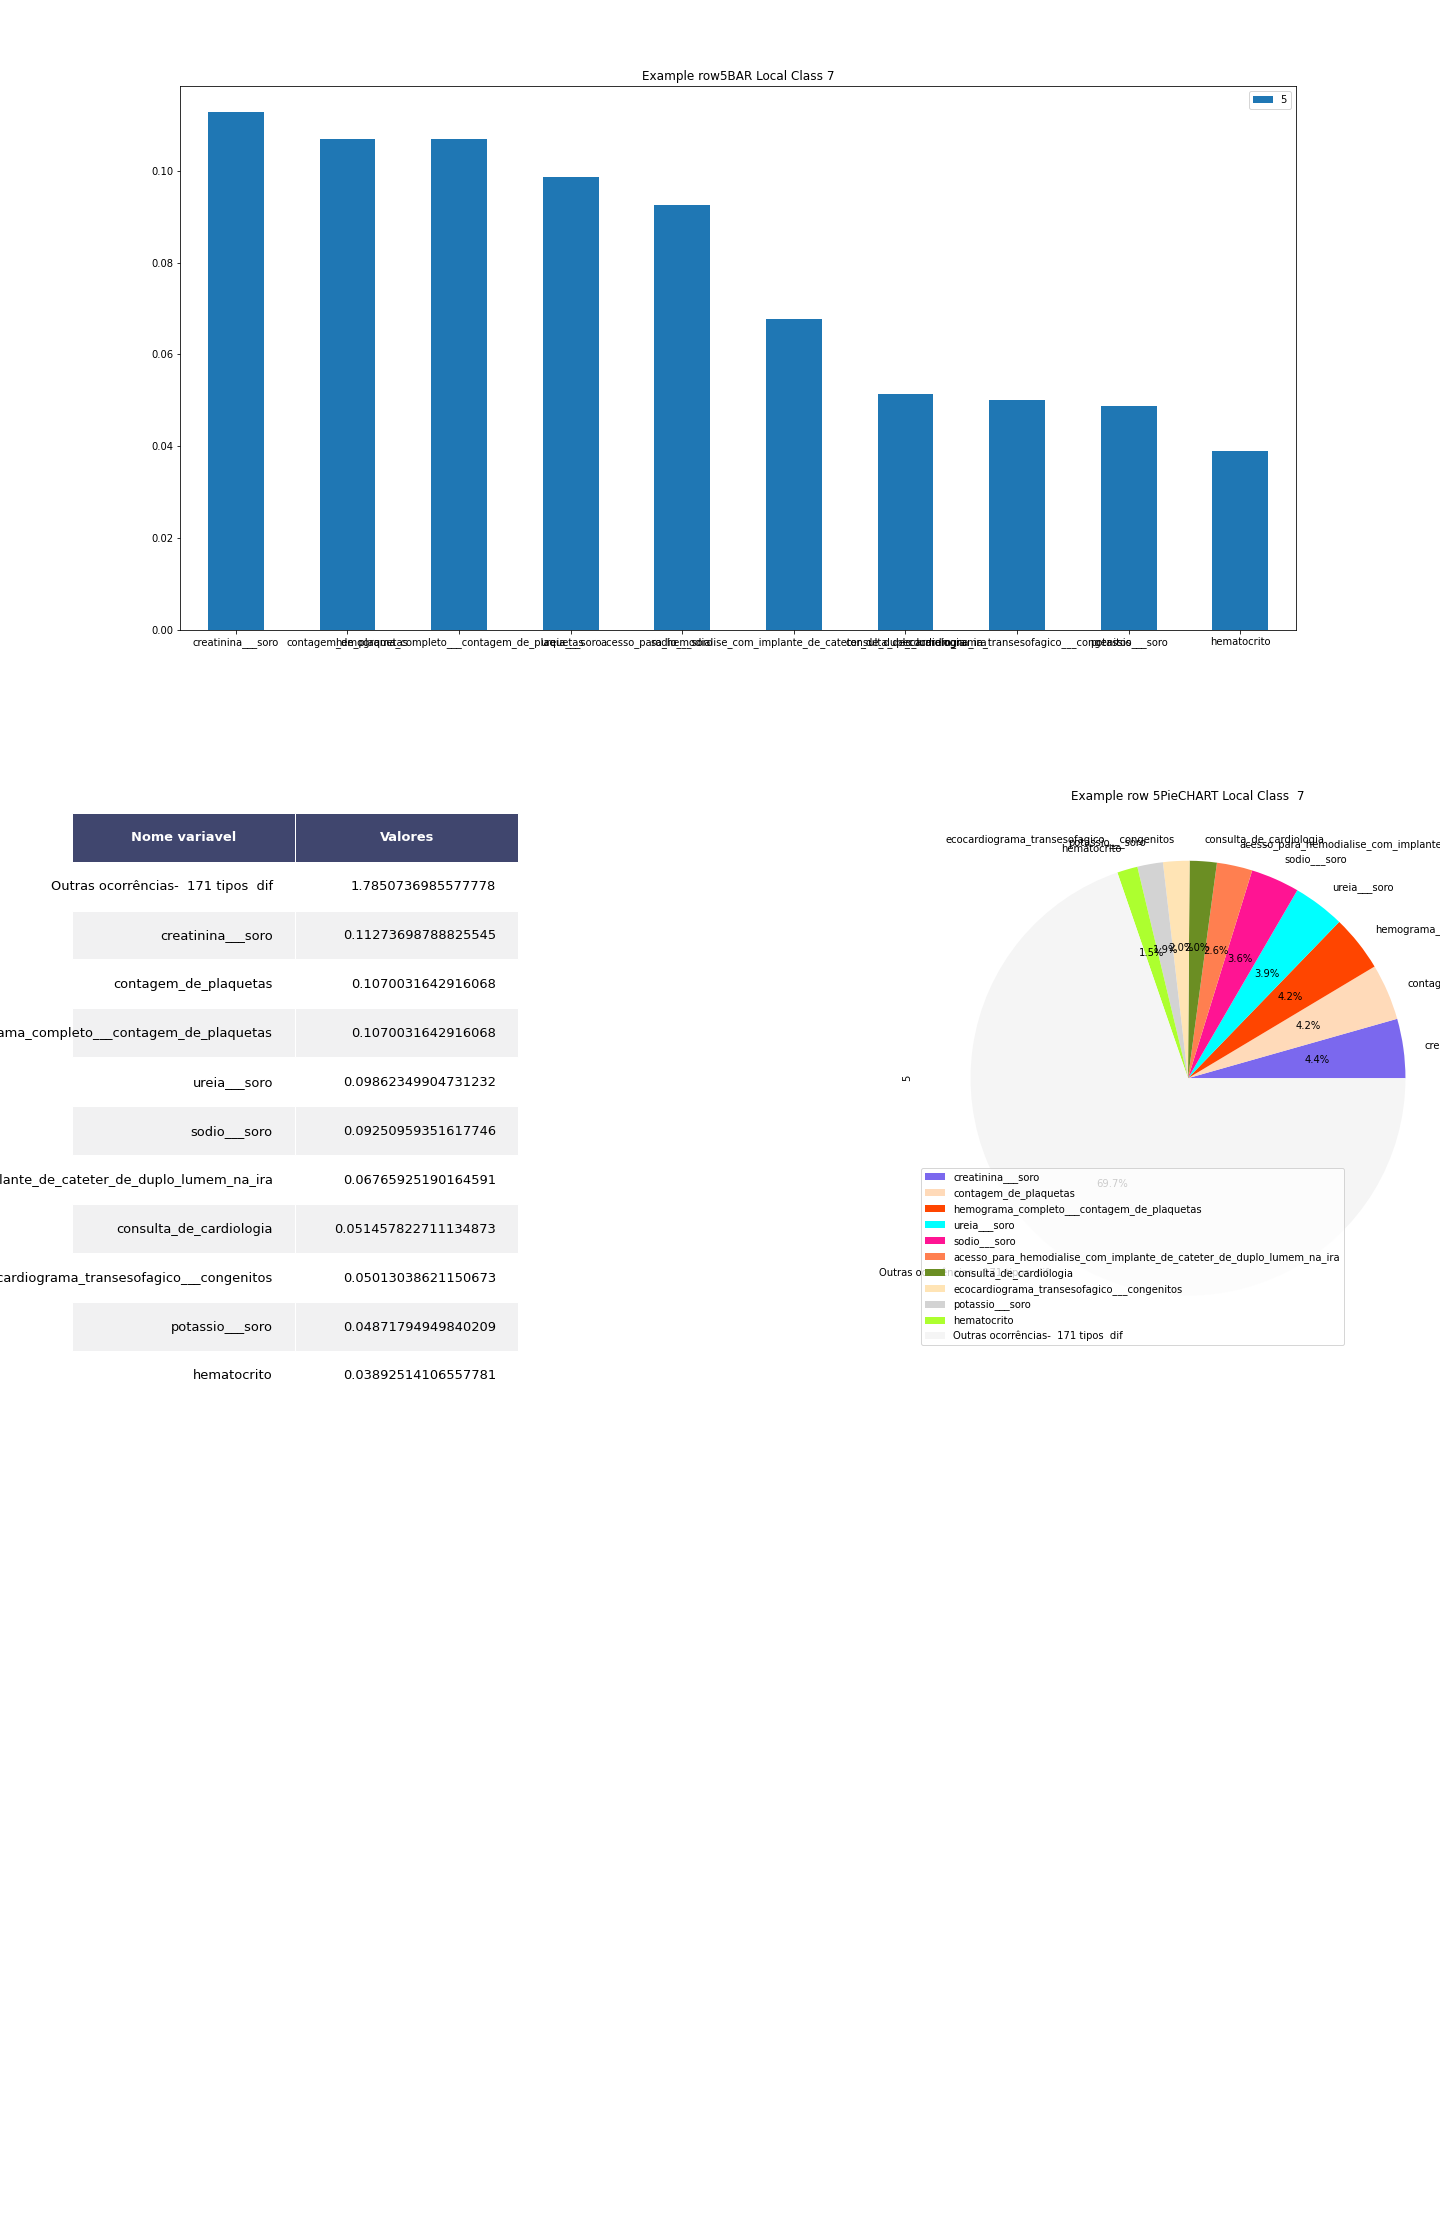 Example row5BAR Local Class 7
5
0.10
0.08
0.06
0.04
0.02
0.00
creatinina___soro
contagem_de_plaquetas
hemograma_completo___contagem_de_plaquetas
ureia___soro
sodio___soro
acesso_para_hemodialise_com_implante_de_cateter_de_duplo_lumem_na_ira
consulta_de_cardiologia
ecocardiograma_transesofagico___congenitos
potassio___soro
hematocrito
Nome variavel Valores
Outras ocorrências-  171 tipos  dif 1.7850736985577778
creatinina___soro 0.11273698788825545
contagem_de_plaquetas 0.1070031642916068
ama_completo___contagem_de_plaquetas 0.1070031642916068
ureia___soro 0.09862349904731232
sodio___soro 0.09250959351617746
lante_de_cateter_de_duplo_lumem_na_ira 0.06765925190164591
consulta_de_cardiologia 0.051457822711134873
cardiograma_transesofagico___congenitos 0.05013038621150673
potassio___soro 0.04871794949840209
hematocrito 0.03892514106557781
Example row 5PieCHART Local Class  7
ecocardiograma_transesofagico___congenitos
potassio___soro
hematocrito
consulta_de_cardiologia
acesso_para_hemodialise_com_implante
sodio___soro
ureia___soro
hemograma_
contag
cre
1.5%
1.9%
2.0%
2.0%
2.6%
3.6%
3.9%
4.2%
4.2%
4.4%
5
69.7%
Outras o
creatinina___soro
contagem_de_plaquetas
hemograma_completo___contagem_de_plaquetas
ureia___soro
sodio___soro
acesso_para_hemodialise_com_implante_de_cateter_de_duplo_lumem_na_ira
consulta_de_cardiologia
ecocardiograma_transesofagico___congenitos
potassio___soro
hematocrito
Outras ocorrências-  171 tipos  dif